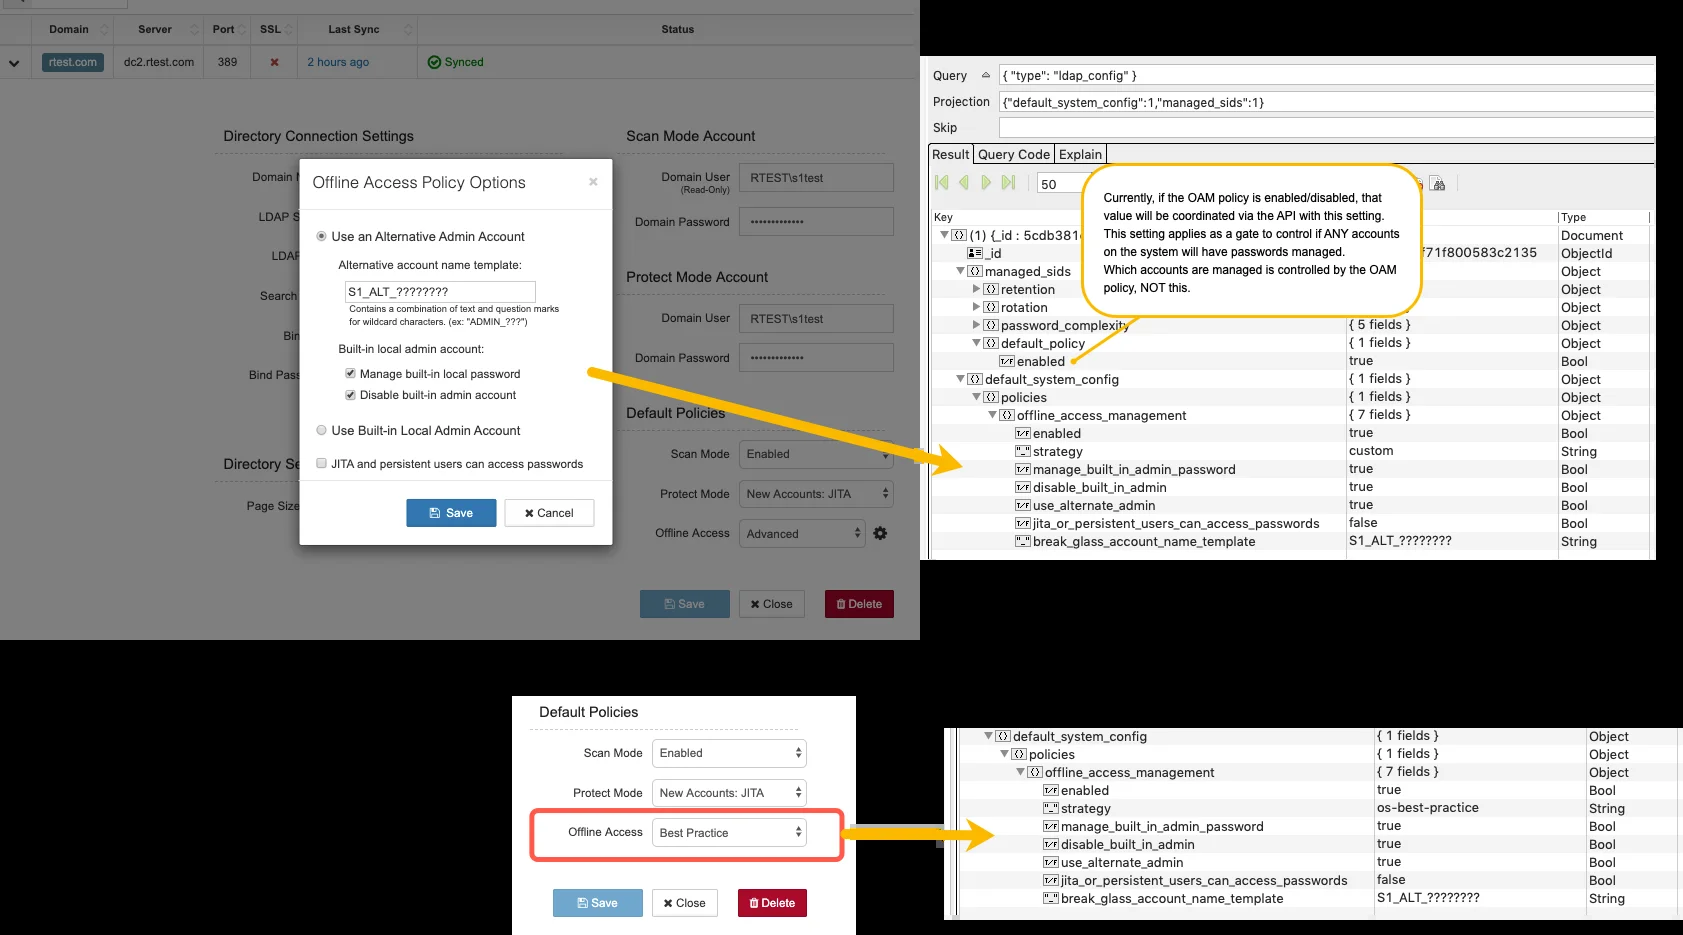 Domain Server Port SSL Last Sync Status
rtest.com dc2.rtest.com 389 ✖ 2 hours ago Synced
Directory Connection Settings
Domain
LDAP S
LDA
Search
Bin
Bind Pas
Directory Se
Page Size
Offline Access Policy Options ×
Use an Alternative Admin Account
Alternative account name template:
S1_ALT_????????
Contains a combination of text and question marks
for wildcard characters. (ex: "ADMIN_???")
Built-in local admin account:
Manage built-in local password
Disable built-in admin account
Use Built-in Local Admin Account
JITA and persistent users can access passwords
Save ✖ Cancel
Scan Mode Account
Domain User RTEST\s1test
(Read-Only)
Domain Password •••••••••••••
Protect Mode Account
Domain User RTEST\s1test
Domain Password •••••••••••••
Default Policies
Scan Mode Enabled
Protect Mode New Accounts: JITA
Offline Access Advanced
Save ✖ Close Delete
Query { "type": "ldap_config" }
Projection {"default_system_config":1,"managed_sids":1}
Skip
Result Query Code Explain
50
Currently, if the OAM policy is enabled/disabled, that
value will be coordinated via the API with this setting.
This setting applies as a gate to control if ANY accounts
on the system will have passwords managed.
Which accounts are managed is controlled by the OAM
policy, NOT this.
Key Type
(1) {_id : 5cdb381 Document
_id f71f800583c2135 ObjectId
managed_sids Object
retention Object
rotation Object
password_complexity { 5 fields } Object
default_policy { 1 fields } Object
enabled true Bool
default_system_config { 1 fields } Object
policies { 1 fields } Object
offline_access_management { 7 fields } Object
enabled true Bool
strategy custom String
manage_built_in_admin_password true Bool
disable_built_in_admin true Bool
use_alternate_admin true Bool
jita_or_persistent_users_can_access_passwords false Bool
break_glass_account_name_template S1_ALT_???????? String
Default Policies
Scan Mode Enabled
Protect Mode New Accounts: JITA
Offline Access Best Practice
Save ✖ Close Delete
default_system_config { 1 fields } Object
policies { 1 fields } Object
offline_access_management { 7 fields } Object
enabled true Bool
strategy os-best-practice String
manage_built_in_admin_password true Bool
disable_built_in_admin true Bool
use_alternate_admin true Bool
jita_or_persistent_users_can_access_passwords false Bool
break_glass_account_name_template S1_ALT_???????? String